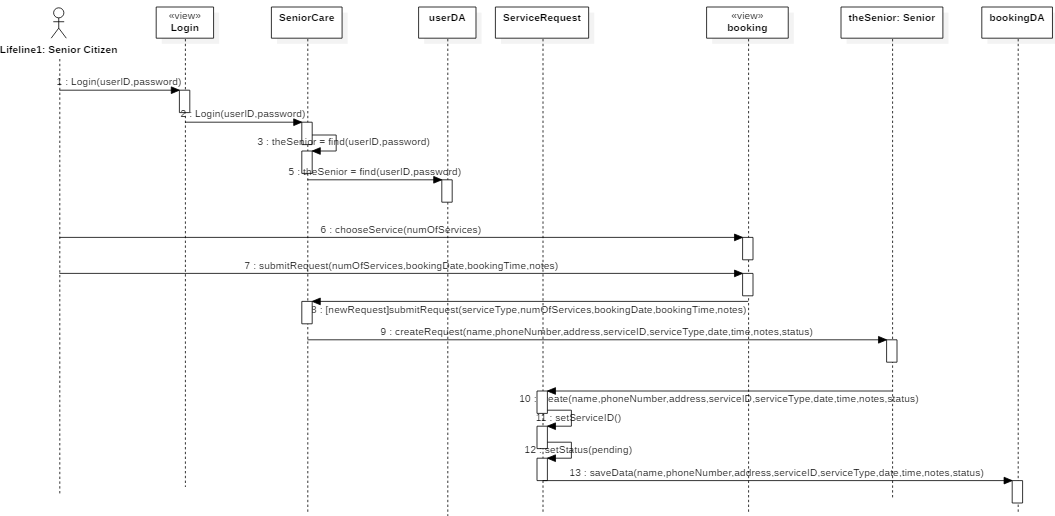 «view»
Login
SeniorCare
userDA
ServiceRequest
«view»
booking
theSenior: Senior
bookingDA
Lifeline1: Senior Citizen
1 : Login(userID,password)
2 : Login(userID,password)
3 : theSenior = find(userID,password)
5 : theSenior = find(userID,password)
6 : chooseService(numOfServices)
7 : submitRequest(numOfServices,bookingDate,bookingTime,notes)
8 : [newRequest]submitRequest(serviceType,numOfServices,bookingDate,bookingTime,notes)
9 : createRequest(name,phoneNumber,address,serviceID,serviceType,date,time,notes,status)
10 : create(name,phoneNumber,address,serviceID,serviceType,date,time,notes,status)
11 : setServiceID()
12 : setStatus(pending)
13 : saveData(name,phoneNumber,address,serviceID,serviceType,date,time,notes,status)